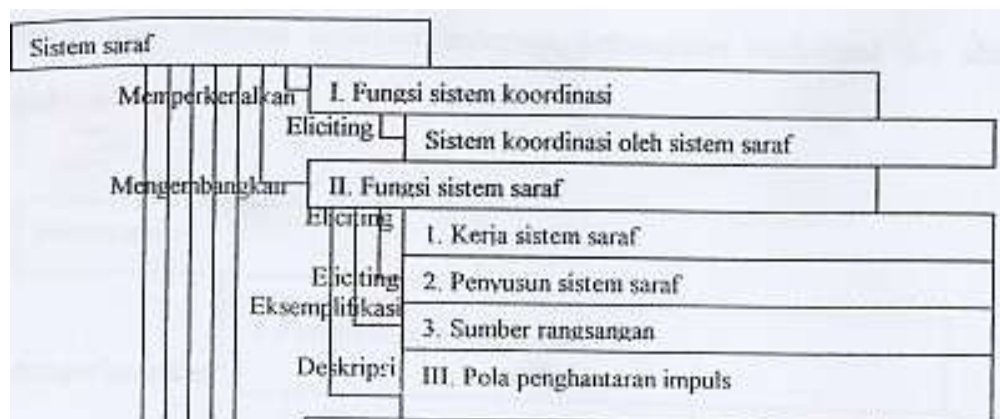 Sistem saraf
Memperkenalkan
I. Fungsi sistem koordinasi
Eliciting
Sistem koordinasi oleh sistem saraf
Mengembangkan
II. Fungsi sistem saraf
Eliciting
1. Kerja sistem saraf
Eliciting
2. Penyusun sistem saraf
Eksemplifikasi
3. Sumber rangsangan
Deskripsi
III. Pola penghantaran impuls